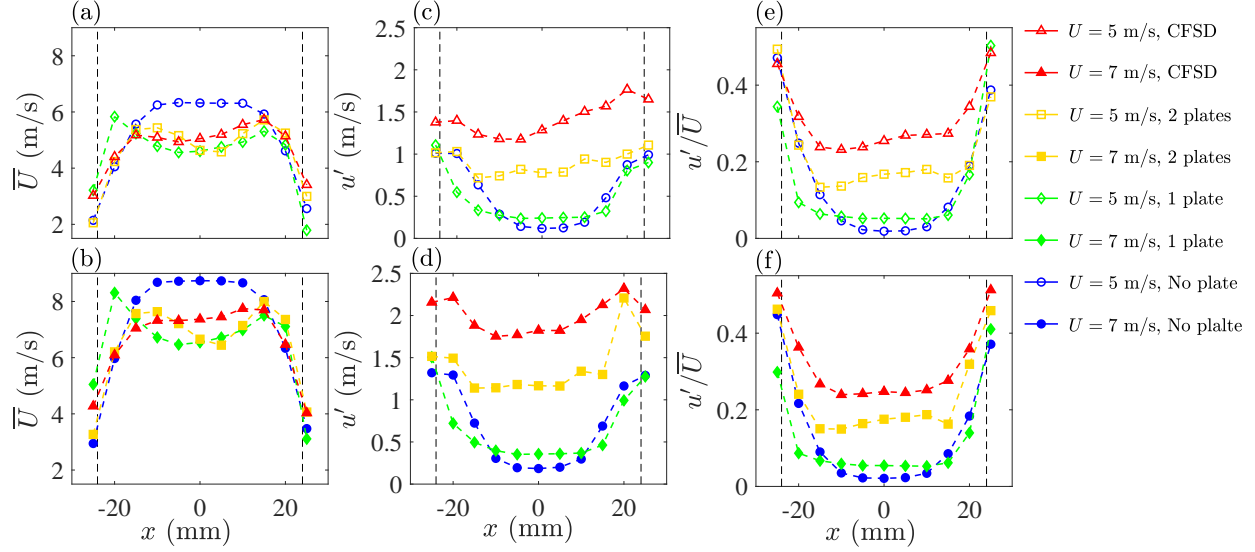 (a)
8
6
4
2
U̅ (m/s)
(b)
8
6
4
2
U̅ (m/s)
-20
0
20
x (mm)
(c)
2.5
2
1.5
1
0.5
0
u′ (m/s)
(d)
2.5
2
1.5
1
0.5
0
u′ (m/s)
-20
0
20
x (mm)
(e)
0.4
0.2
0
u′/U̅
(f)
0.4
0.2
0
u′/U̅
-20
0
20
x (mm)
U = 5 m/s, CFSD
U = 7 m/s, CFSD
U = 5 m/s, 2 plates
U = 7 m/s, 2 plates
U = 5 m/s, 1 plate
U = 7 m/s, 1 plate
U = 5 m/s, No plate
U = 7 m/s, No palte